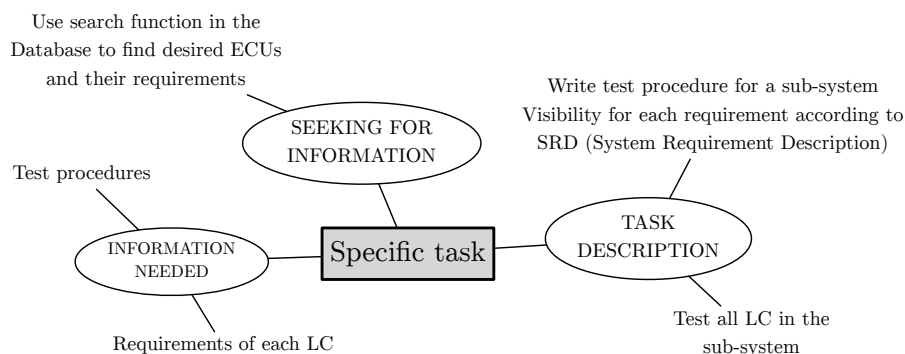 Use search function in the
Database to find desired ECUs
and their requirements
SEEKING FOR
INFORMATION
Write test procedure for a sub-system
Visibility for each requirement according to
SRD (System Requirement Description)
Test procedures
INFORMATION
NEEDED
Specific task
TASK
DESCRIPTION
Requirements of each LC
Test all LC in the
sub-system